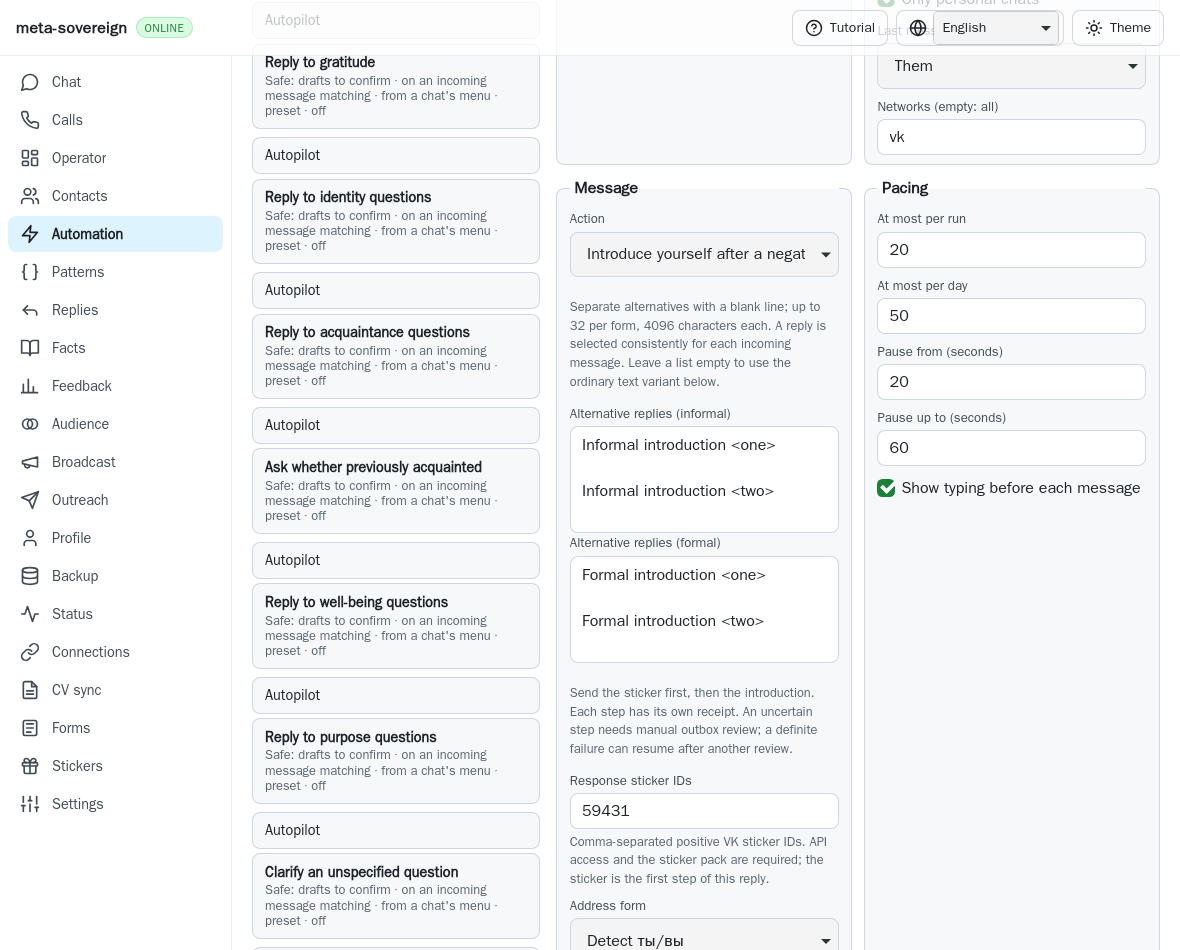 meta-sovereign
ONLINE
Tutorial
English
Theme
Chat
Calls
Operator
Contacts
Automation
Patterns
Replies
Facts
Feedback
Audience
Broadcast
Outreach
Profile
Backup
Status
Connections
CV sync
Forms
Stickers
Settings
Autopilot
Reply to gratitude
Safe: drafts to confirm · on an incoming
message matching · from a chat's menu ·
preset · off
Autopilot
Reply to identity questions
Safe: drafts to confirm · on an incoming
message matching · from a chat's menu ·
preset · off
Autopilot
Reply to acquaintance questions
Safe: drafts to confirm · on an incoming
message matching · from a chat's menu ·
preset · off
Autopilot
Ask whether previously acquainted
Safe: drafts to confirm · on an incoming
message matching · from a chat's menu ·
preset · off
Autopilot
Reply to well-being questions
Safe: drafts to confirm · on an incoming
message matching · from a chat's menu ·
preset · off
Autopilot
Reply to purpose questions
Safe: drafts to confirm · on an incoming
message matching · from a chat's menu ·
preset · off
Autopilot
Clarify an unspecified question
Safe: drafts to confirm · on an incoming
message matching · from a chat's menu ·
preset · off
Message
Action
Introduce yourself after a negat
Separate alternatives with a blank line; up to
32 per form, 4096 characters each. A reply is
selected consistently for each incoming
message. Leave a list empty to use the
ordinary text variant below.
Alternative replies (informal)
Informal introduction <one>
Informal introduction <two>
Alternative replies (formal)
Formal introduction <one>
Formal introduction <two>
Send the sticker first, then the introduction.
Each step has its own receipt. An uncertain
step needs manual outbox review; a definite
failure can resume after another review.
Response sticker IDs
59431
Comma-separated positive VK sticker IDs. API
access and the sticker pack are required; the
sticker is the first step of this reply.
Address form
Detect ты/вы
Only personal chats
Last
Them
Networks (empty: all)
vk
Pacing
At most per run
20
At most per day
50
Pause from (seconds)
20
Pause up to (seconds)
60
Show typing before each message